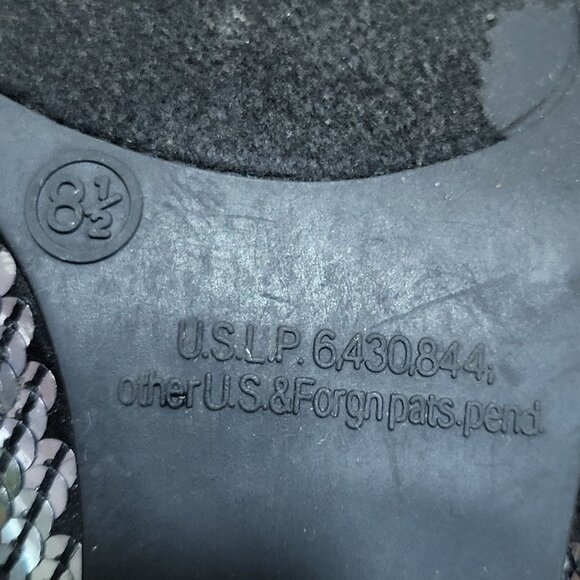 8½
U.S.L.P. 6,430,844;
other U.S.&Forgn pats.pend.